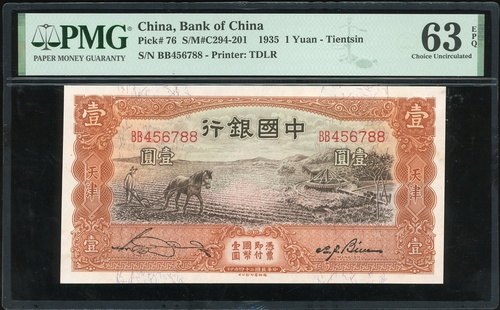 PMG
PAPER MONEY GUARANTY
China, Bank of China
Pick# 76 S/M#C294-201 1935 1 Yuan - Tientsin
S/N BB456788 - Printer: TDLR
63 EPQ
Choice Uncirculated
壹 行銀國中 壹
BB456788 BB456788
圓壹 圓壹
天津 天津
憑票即付國幣壹圓
壹 壹